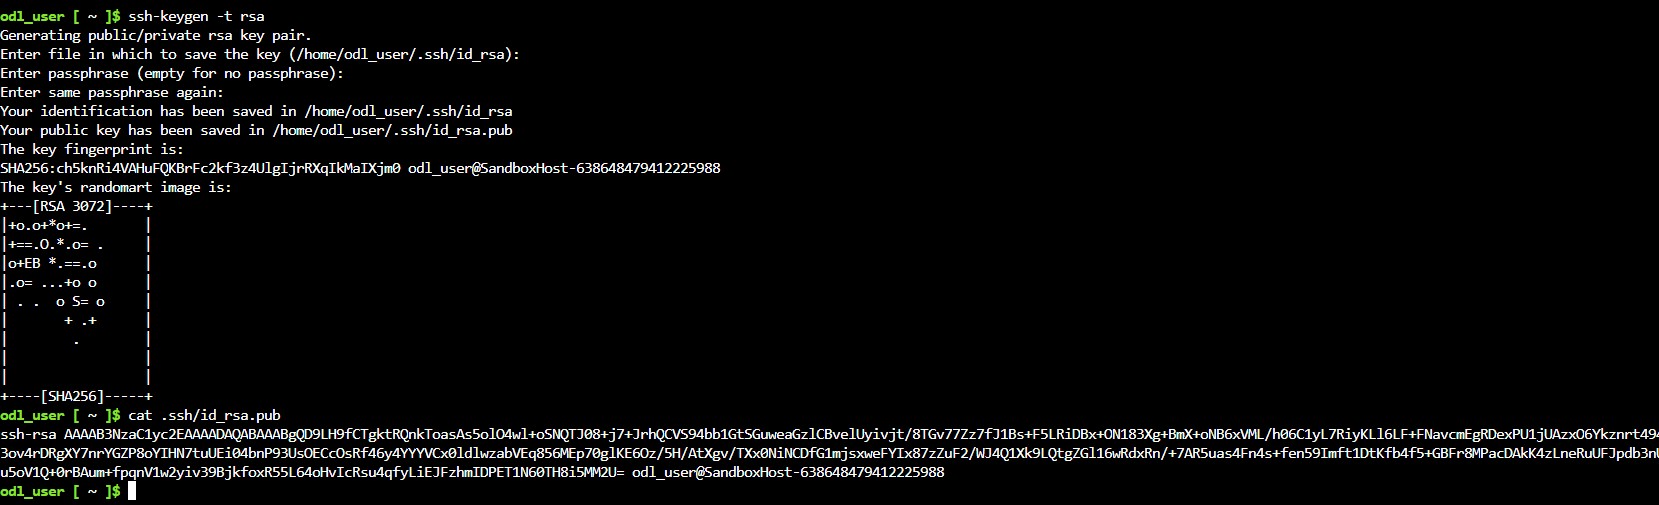 odl_user [ ~ ]$ ssh-keygen -t rsa
Generating public/private rsa key pair.
Enter file in which to save the key (/home/odl_user/.ssh/id_rsa):
Enter passphrase (empty for no passphrase):
Enter same passphrase again:
Your identification has been saved in /home/odl_user/.ssh/id_rsa
Your public key has been saved in /home/odl_user/.ssh/id_rsa.pub
The key fingerprint is:
SHA256:ch5knRi4VAHuFQKBrFc2kf3z4UlgIjrRXqIkMaIXjm0 odl_user@SandboxHost-638648479412225988
The key's randomart image is:
+---[RSA 3072]----+
|+o.o+*o+=.       |
|+==.O.*.o= .     |
|o+EB *.==.o      |
|.o= ...+o o      |
| . .  o S= o     |
|       + .+      |
|        .        |
|                 |
|                 |
+----[SHA256]-----+
odl_user [ ~ ]$ cat .ssh/id_rsa.pub
ssh-rsa AAAAB3NzaC1yc2EAAAADAQABAAABgQD9LH9fCTgktRQnkToasAs5olO4wl+oSNQTJ08+j7+JrhQCVS94bb1GtSGuweaGzlCBvelUyivjt/8TGv77Zz7fJ1Bs+F5LRiDBx+ON183Xg+BmX+oNB6xVML/h06C1yL7RiyKLl6LF+FNavcmEgRDexPU1jUAzxO6Ykznrt494
3ov4rDRgXY7nrYGZP8oYIHN7tuUEi04bnP93UsOECcOsRf46y4YYYVCx0ldlwzabVEq856MEp70glKE6Oz/5H/AtXgv/TXx0NiNCDfG1mjsxweFYIx87zZuF2/WJ4Q1Xk9LQtgZGl16wRdxRn/+7AR5uas4Fn4s+fen59Imft1DtKfb4f5+GBFr8MPacDAkK4zLneRuUFJpdb3nU
u5oV1Q+0rBAum+fpqnV1w2yiv39BjkfoxR55L64oHvIcRsu4qfyLiEJFzhmIDPET1N60TH8i5MM2U= odl_user@SandboxHost-638648479412225988
odl_user [ ~ ]$